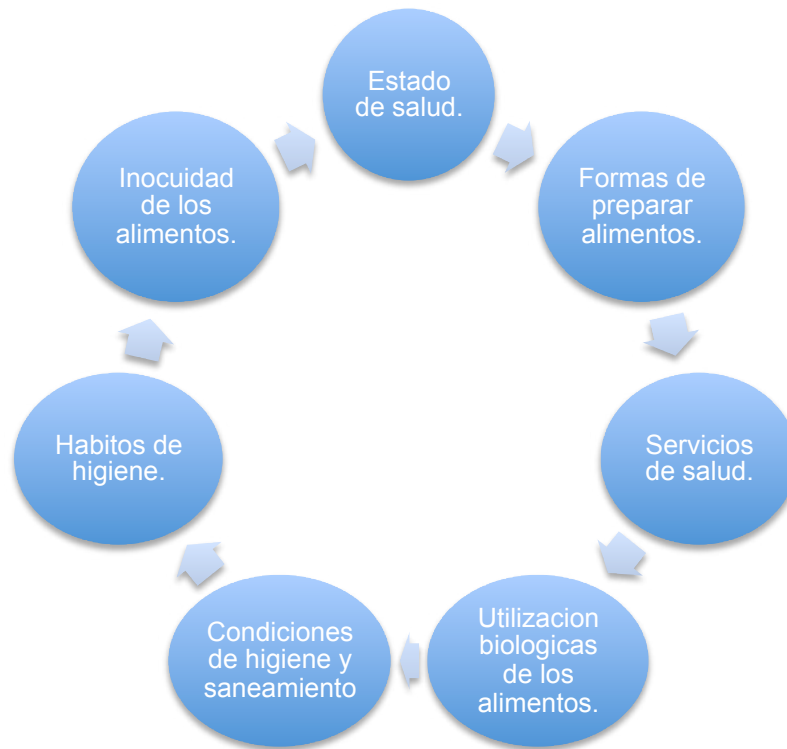 Estado
de salud.
Formas de
preparar
alimentos.
Servicios
de salud.
Utilizacion
biologicas
de los
alimentos.
Condiciones
de higiene y
saneamiento
Habitos de
higiene.
Inocuidad
de los
alimentos.